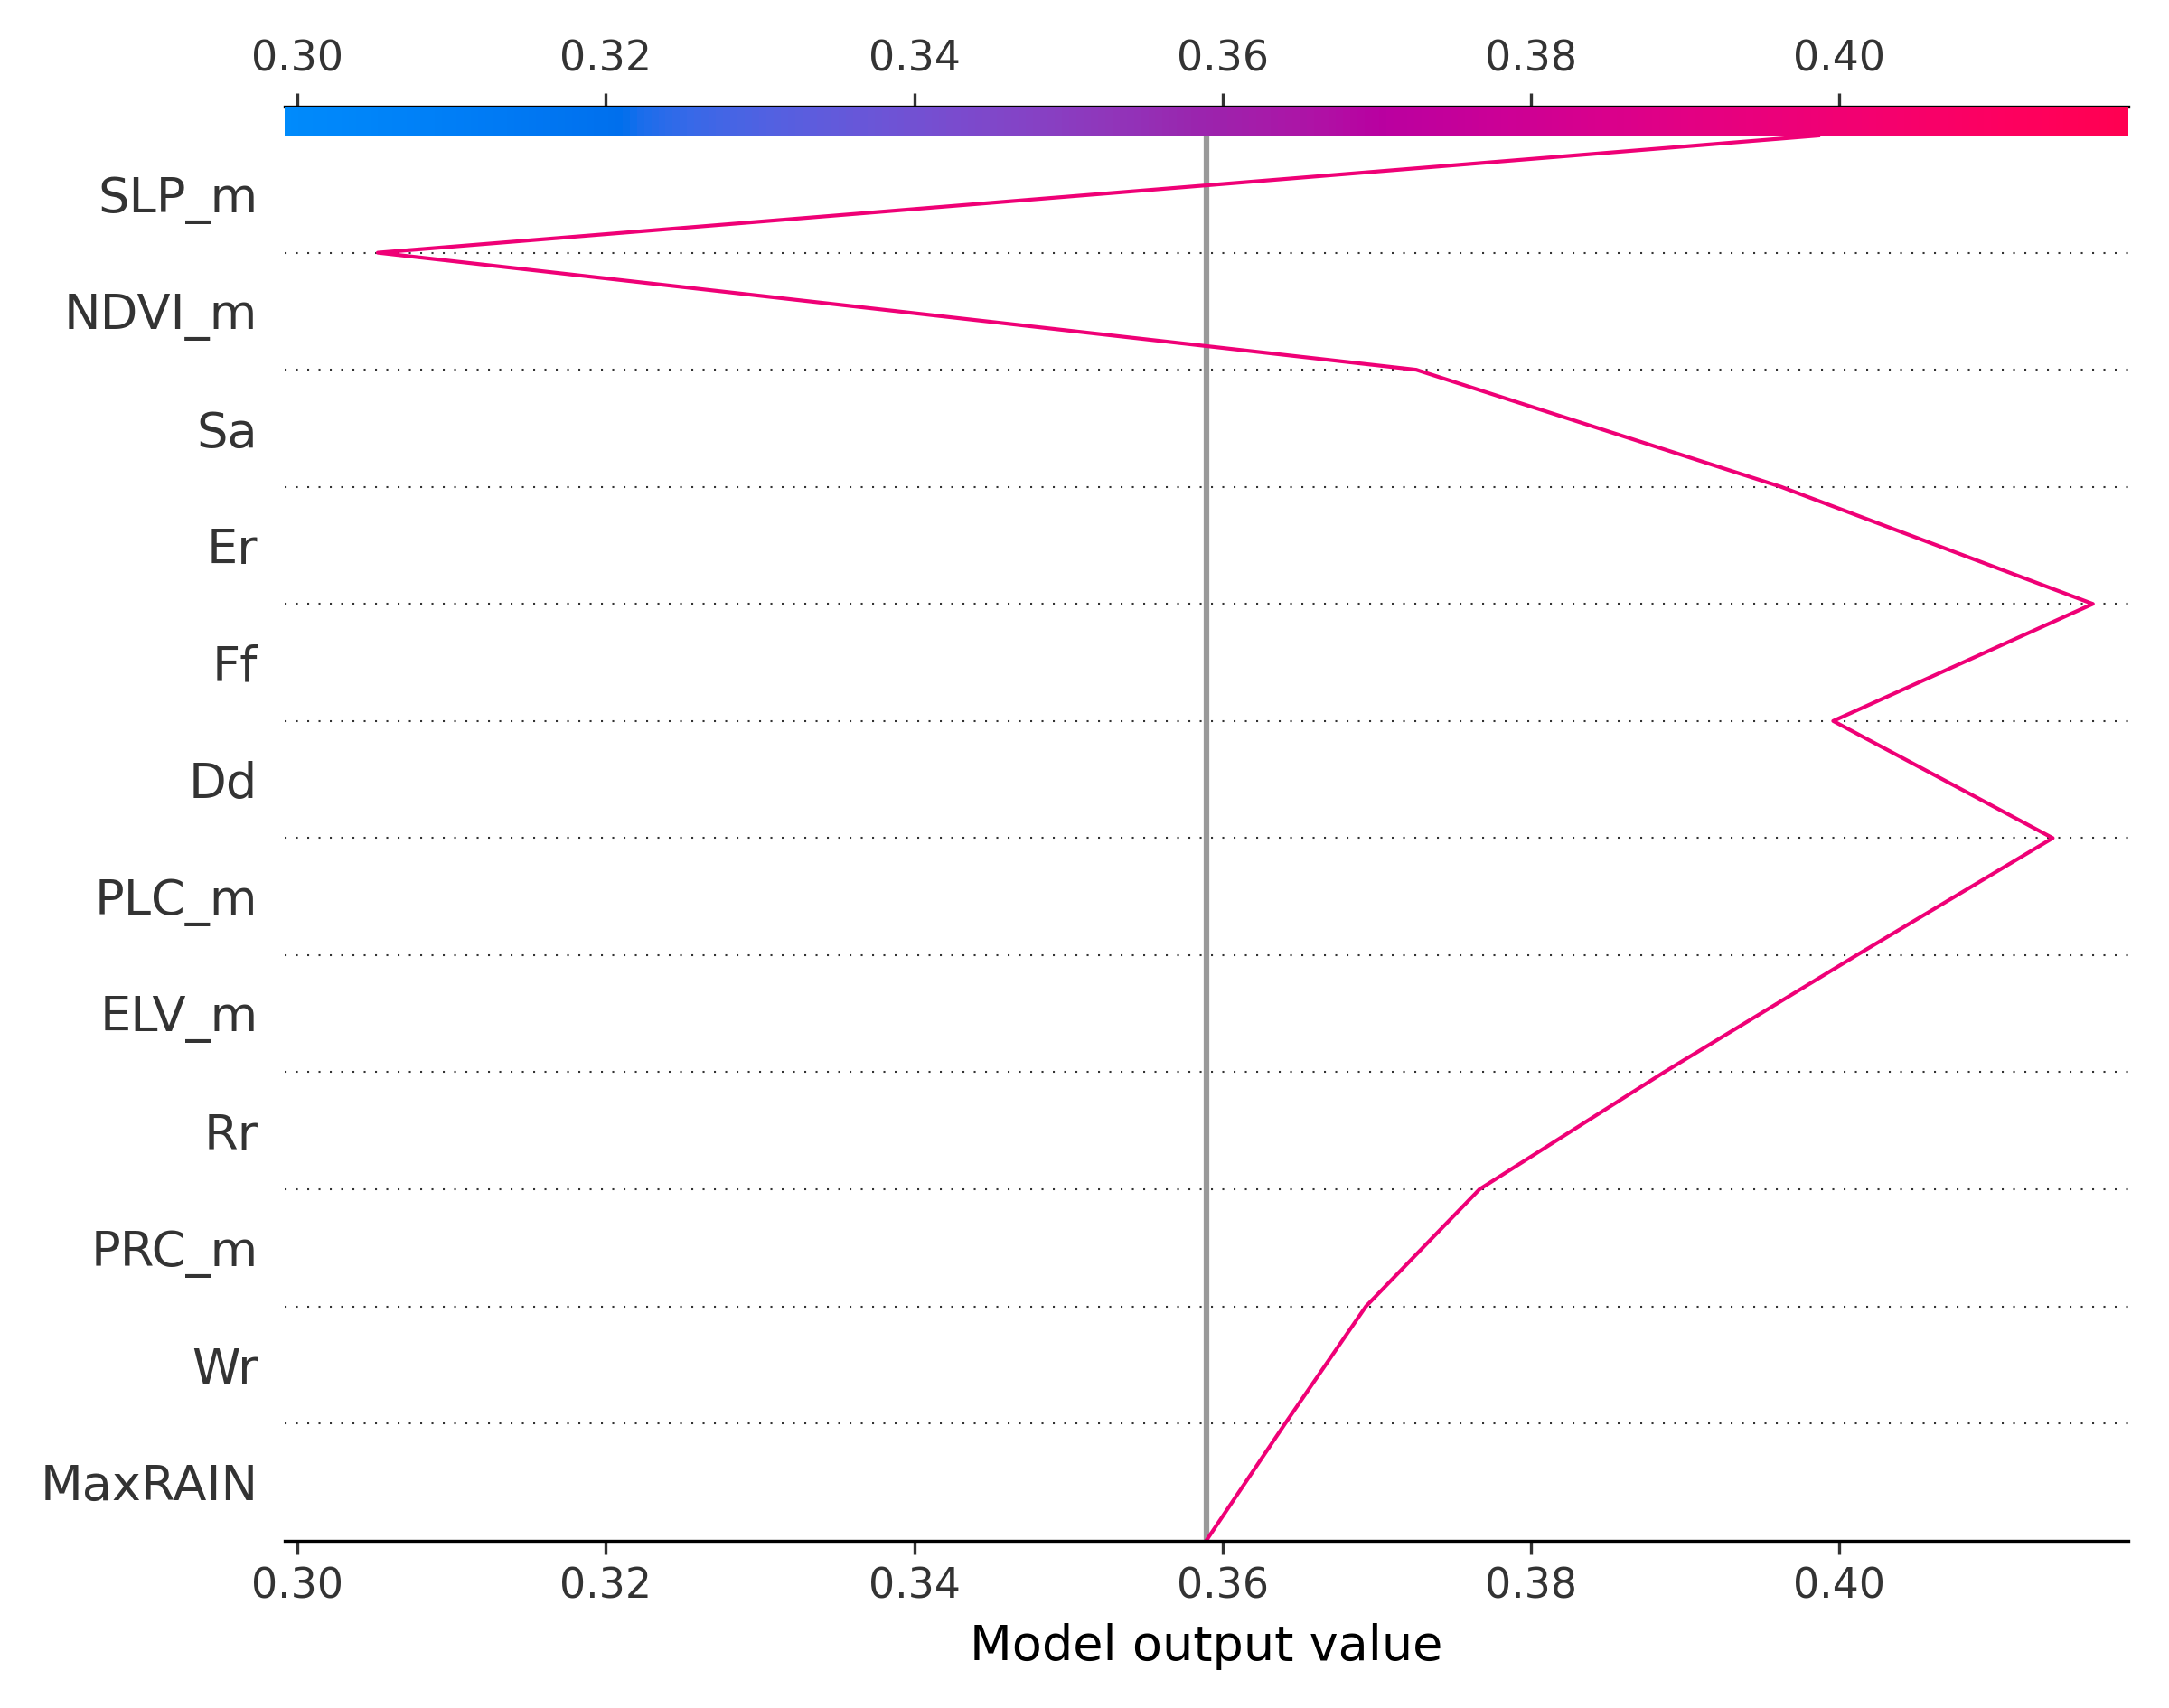 0.30 0.32 0.34 0.36 0.38 0.40
SLP_m
NDVI_m
Sa
Er
Ff
Dd
PLC_m
ELV_m
Rr
PRC_m
Wr
MaxRAIN
0.30 0.32 0.34 0.36 0.38 0.40
Model output value